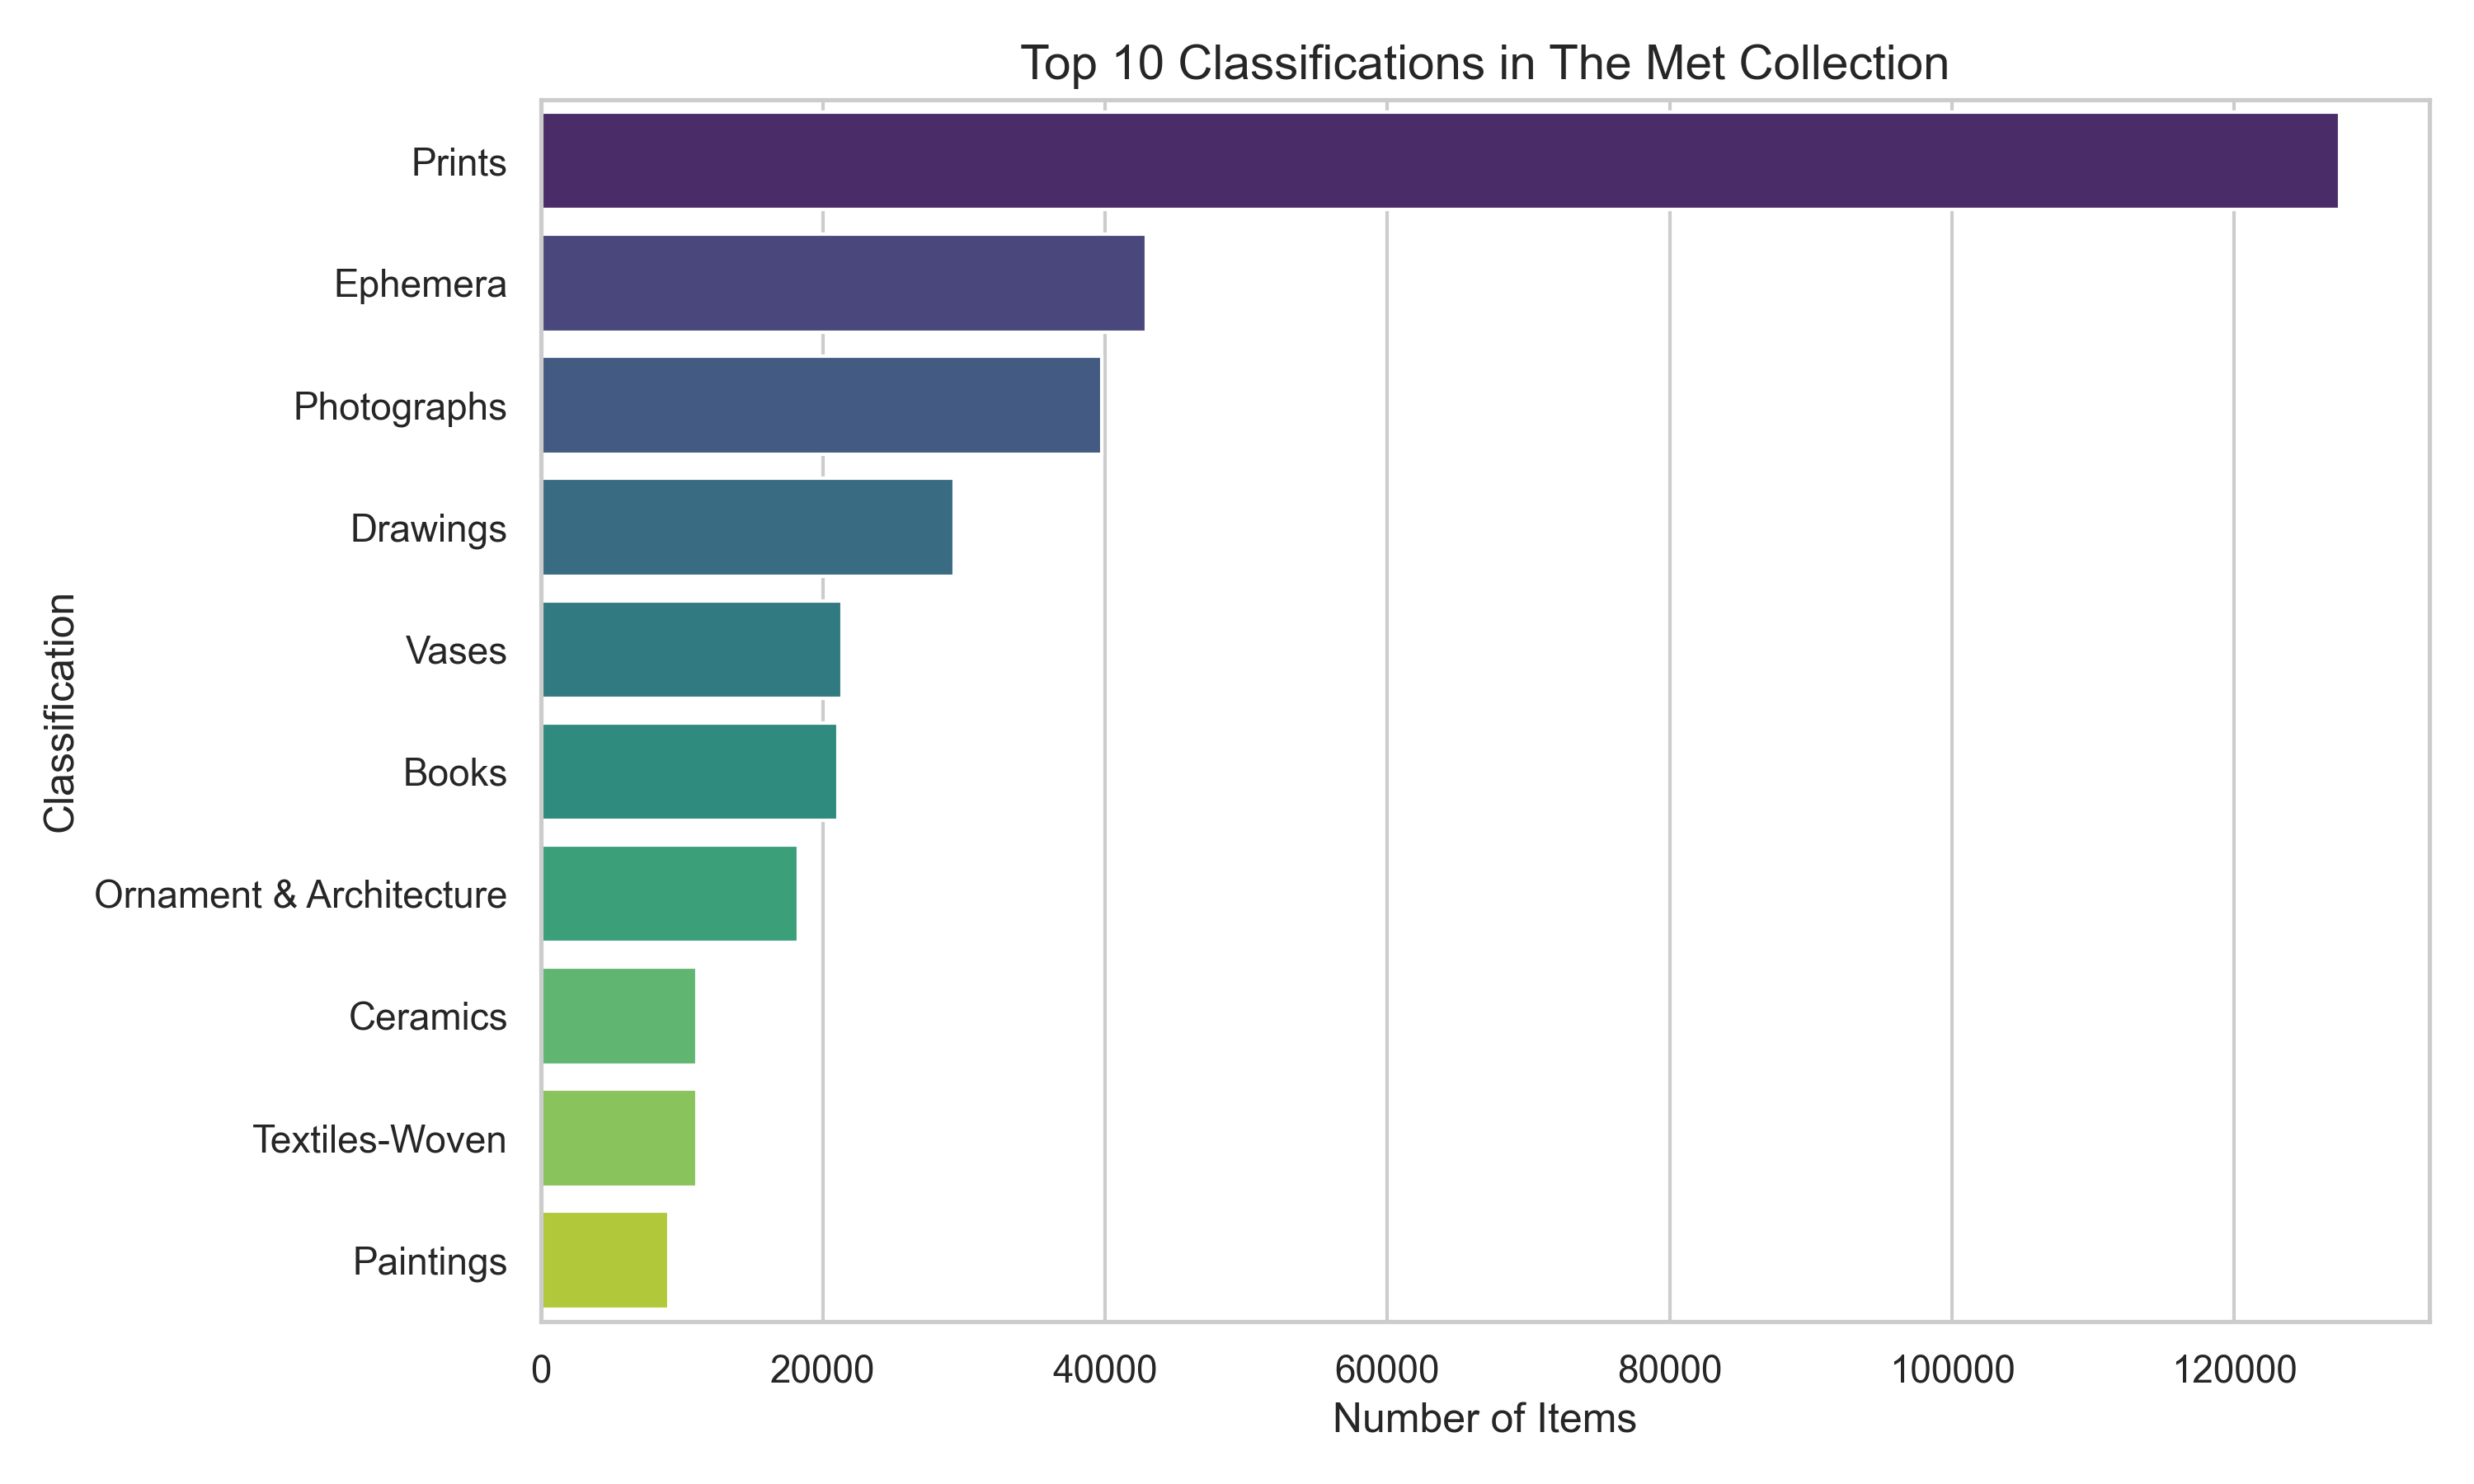 Top 10 Classifications in The Met Collection
Classification
Prints
Ephemera
Photographs
Drawings
Vases
Books
Ornament & Architecture
Ceramics
Textiles-Woven
Paintings
0 20000 40000 60000 80000 100000 120000
Number of Items